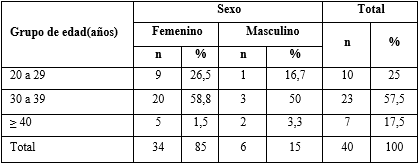 Grupo de edad(años) Sexo Total
Femenino Masculino n %
n % n %
20 a 29 9 26,5 1 16,7 10 25
30 a 39 20 58,8 3 50 23 57,5
≥ 40 5 1,5 2 3,3 7 17,5
Total 34 85 6 15 40 100